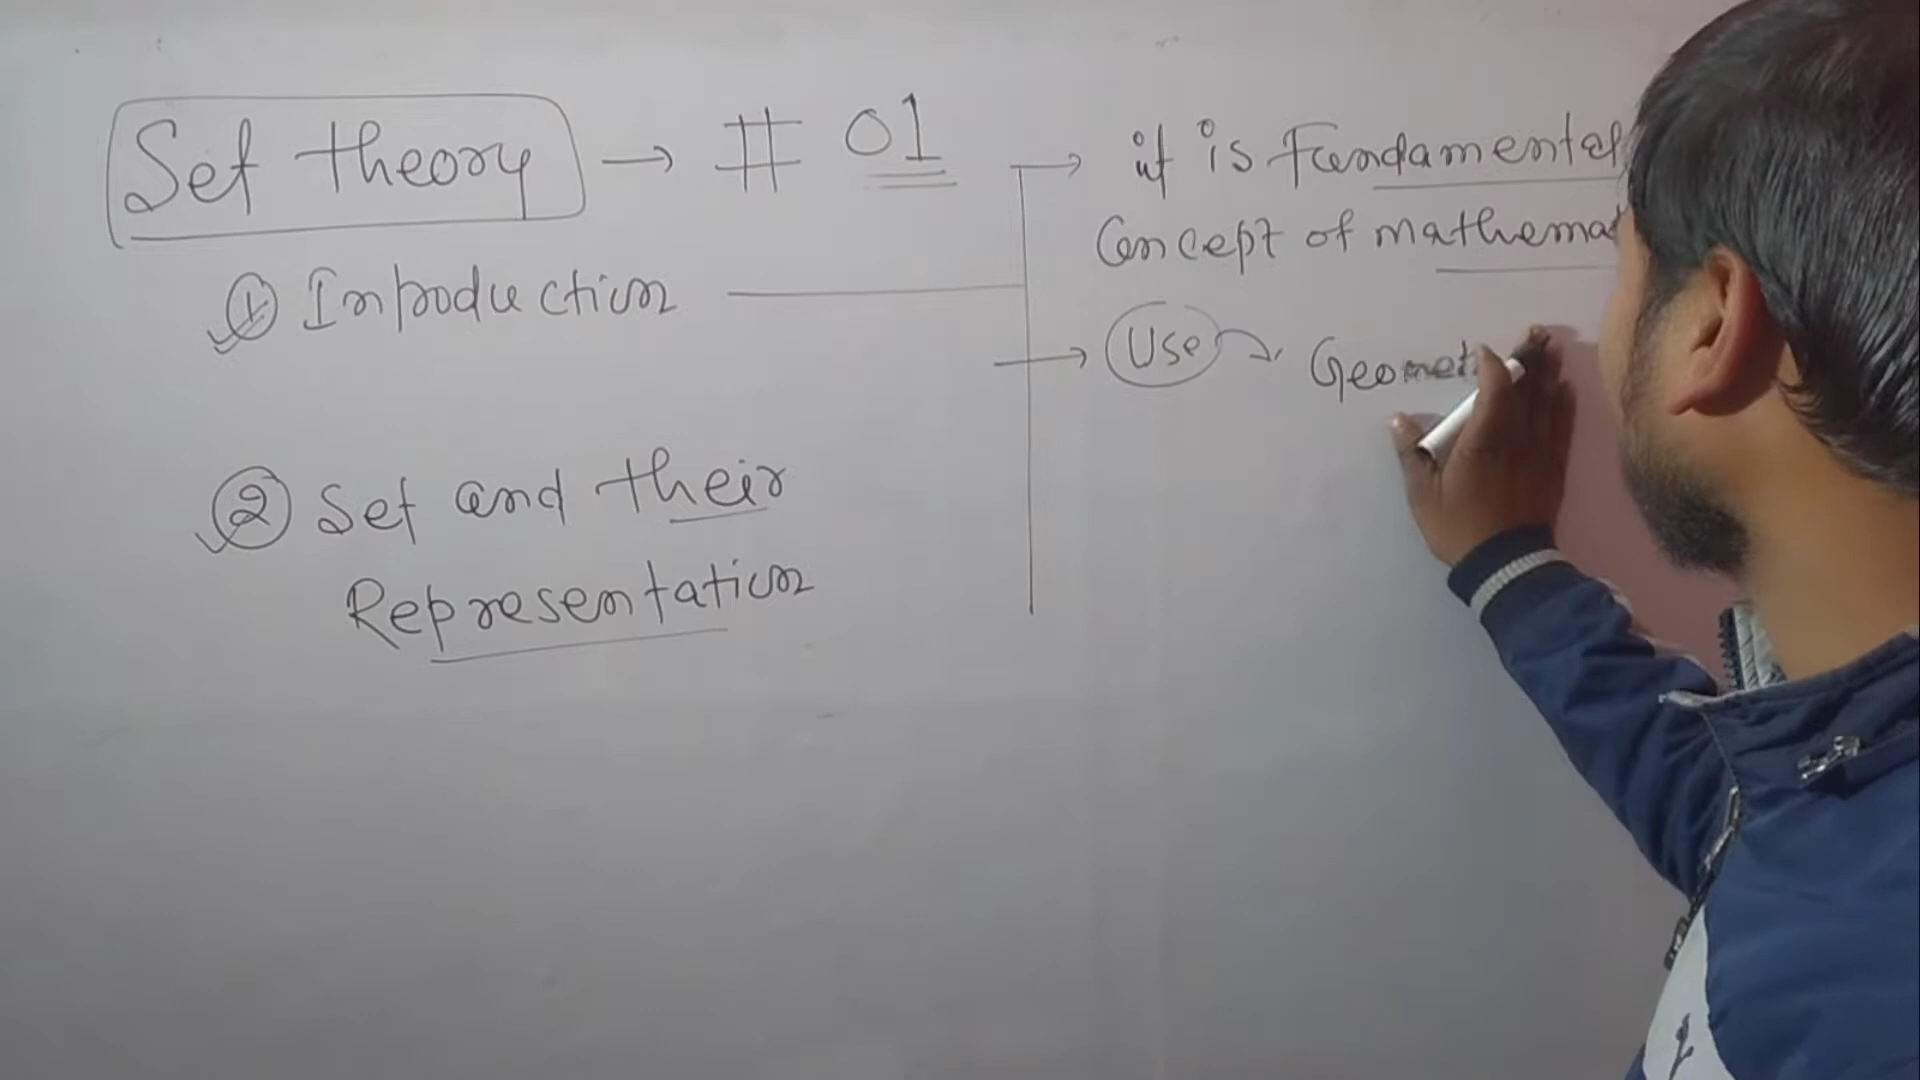 Set theory → # 01
① Introduction
② Set and their
Representation
→ it is Fundamental
Concept of
→ Use →